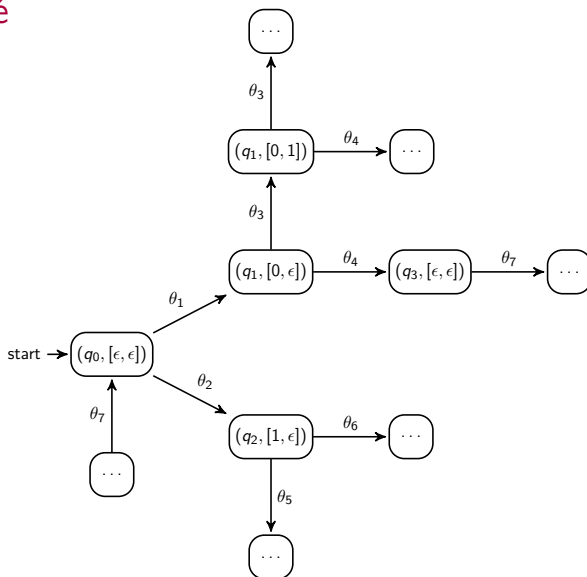 é
...
θ3
(q1, [0, 1])
θ4
...
θ3
(q1, [0, ϵ])
θ4
(q3, [ϵ, ϵ])
θ7
...
θ1
start
(q0, [ϵ, ϵ])
θ2
θ7
(q2, [1, ϵ])
θ6
...
...
θ5
...